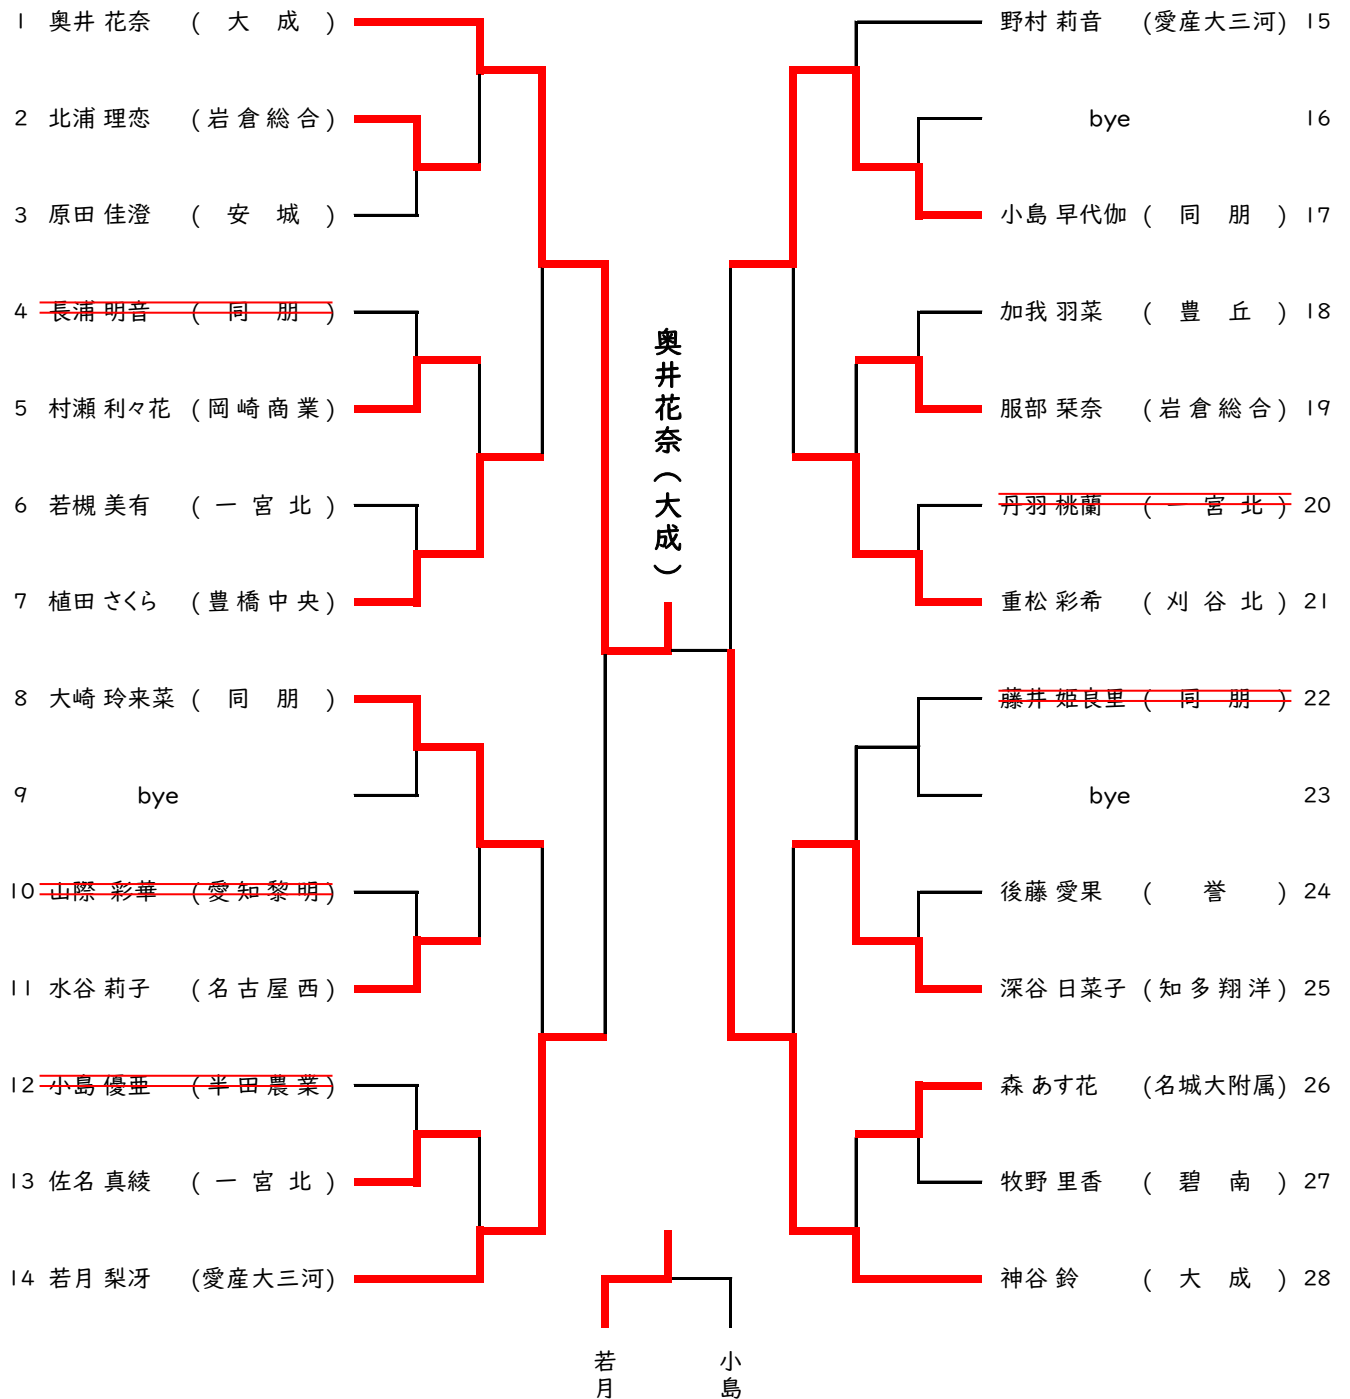 1 奥井 花奈 ( 大 成 )
2 北浦 理恋 ( 岩 倉 総 合 )
3 原田 佳澄 ( 安 城 )
4 長浦 明音 ( 同 朋 )
5 村瀬 利々花 ( 岡 崎 商 業 )
6 若槻 美有 ( 一 宮 北 )
7 植田 さくら ( 豊 橋 中 央 )
8 大崎 玲来菜 ( 同 朋 )
9 bye
10 山際 彩華 ( 愛 知 黎 明 )
11 水谷 莉子 ( 名 古 屋 西 )
12 小島 優亜 ( 半 田 農 業 )
13 佐名 真綾 ( 一 宮 北 )
14 若月 梨冴 (愛産大三河)
奥井花奈(大成)
若月
小島
野村 莉音 (愛産大三河) 15
bye 16
小島 早代伽 ( 同 朋 ) 17
加我 羽菜 ( 豊 丘 ) 18
服部 栞奈 ( 岩 倉 総 合 ) 19
丹羽 桃蘭 ( 一 宮 北 ) 20
重松 彩希 ( 刈 谷 北 ) 21
藤井 姫良里 ( 同 朋 ) 22
bye 23
後藤 愛果 ( 誉 ) 24
深谷 日菜子 ( 知 多 翔 洋 ) 25
森 あす花 (名城大附属) 26
牧野 里香 ( 碧 南 ) 27
神谷 鈴 ( 大 成 ) 28